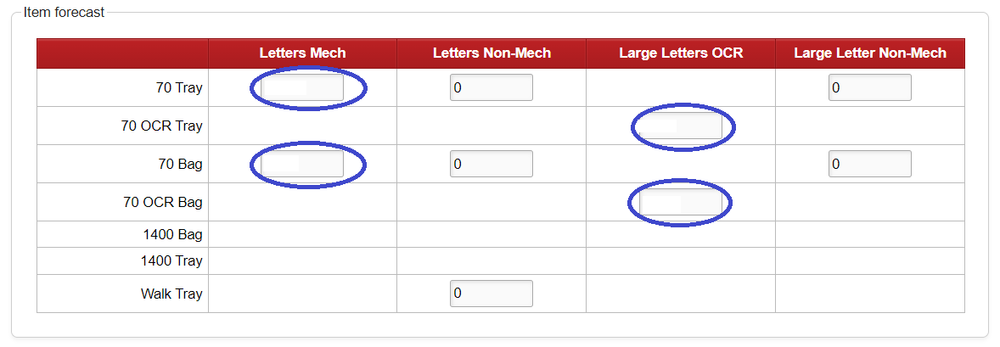 Item forecast
Letters Mech Letters Non-Mech Large Letters OCR Large Letter Non-Mech
70 Tray 0 0
70 OCR Tray
70 Bag 0 0
70 OCR Bag
1400 Bag
1400 Tray
Walk Tray 0